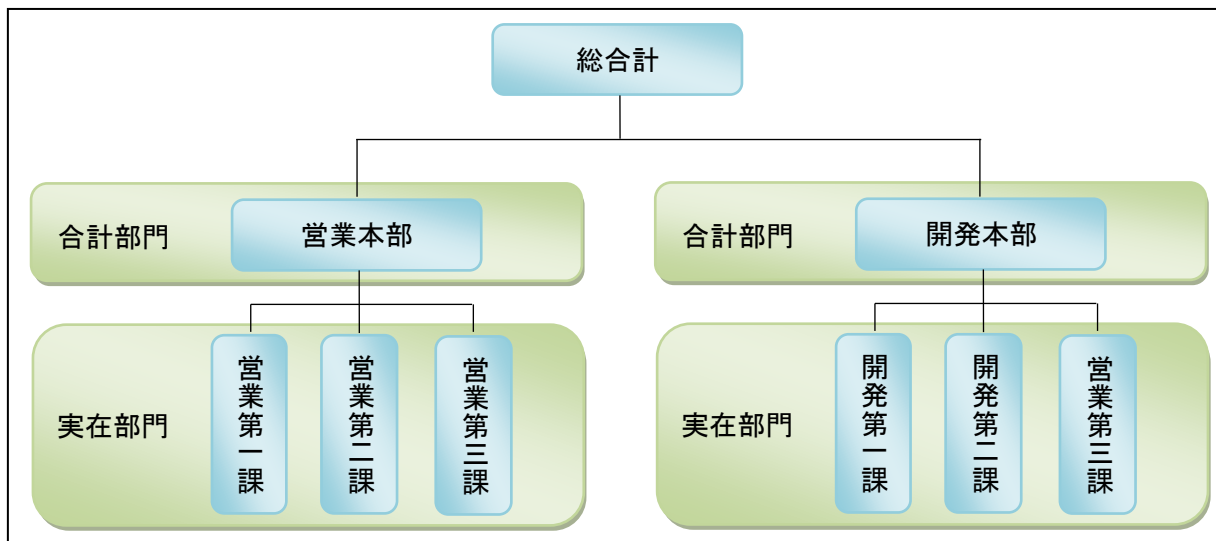 総合計
合計部門
営業本部
合計部門
開発本部
実在部門
営業第一課
営業第二課
営業第三課
実在部門
開発第一課
開発第二課
営業第三課